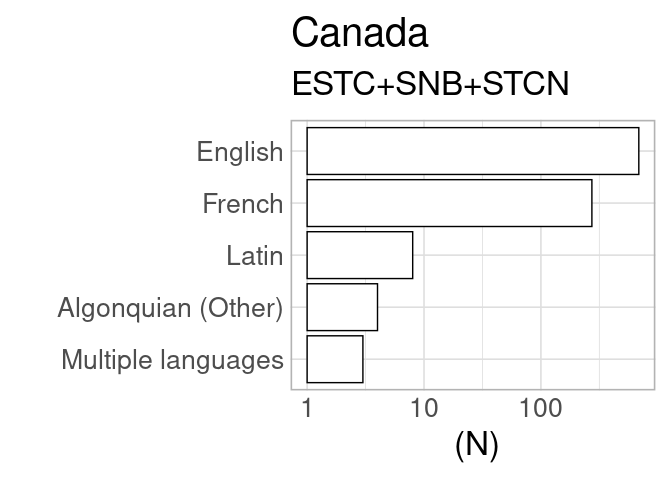 Canada
ESTC+SNB+STCN
English
French
Latin
Algonquian (Other)
Multiple languages
1 10 100
(N)